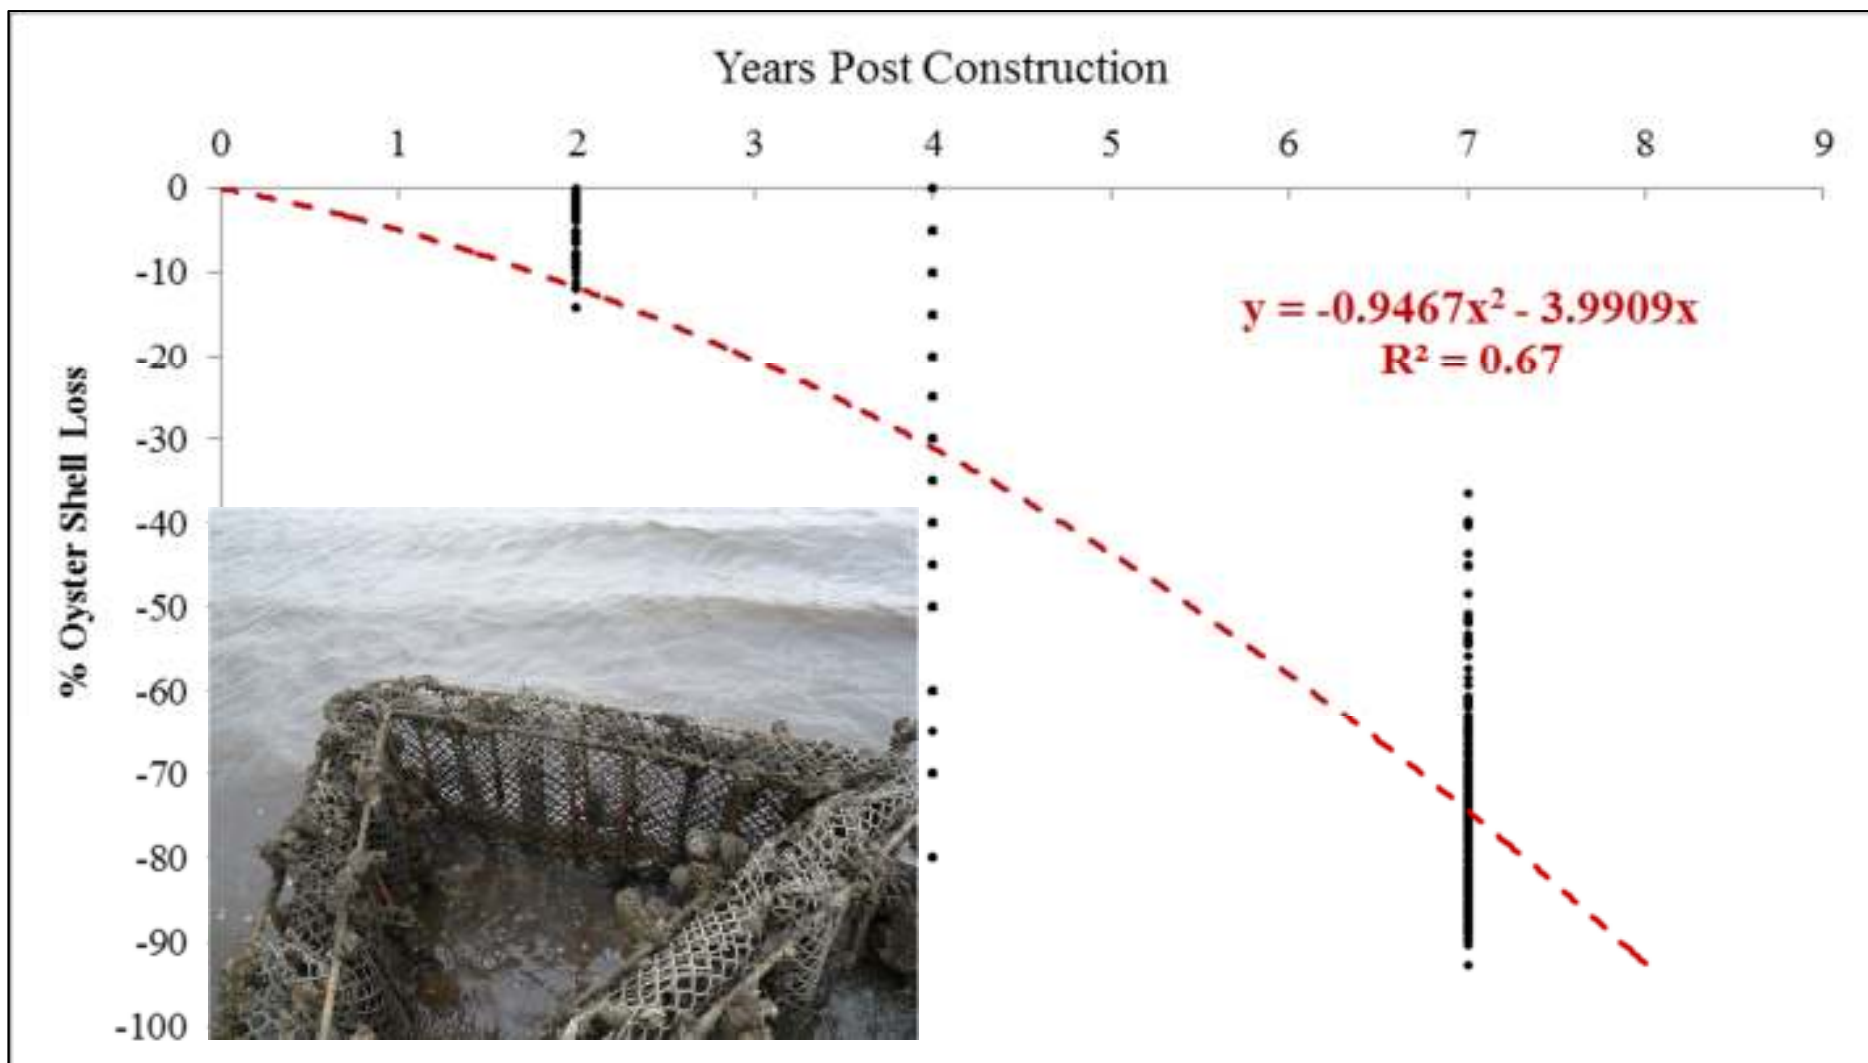 Years Post Construction
0 1 2 3 4 5 6 7 8 9
0
-10
-20
-30
-40
-50
-60
-70
-80
-90
-100
% Oyster Shell Loss
y = -0.9467x² - 3.9909x
R² = 0.67